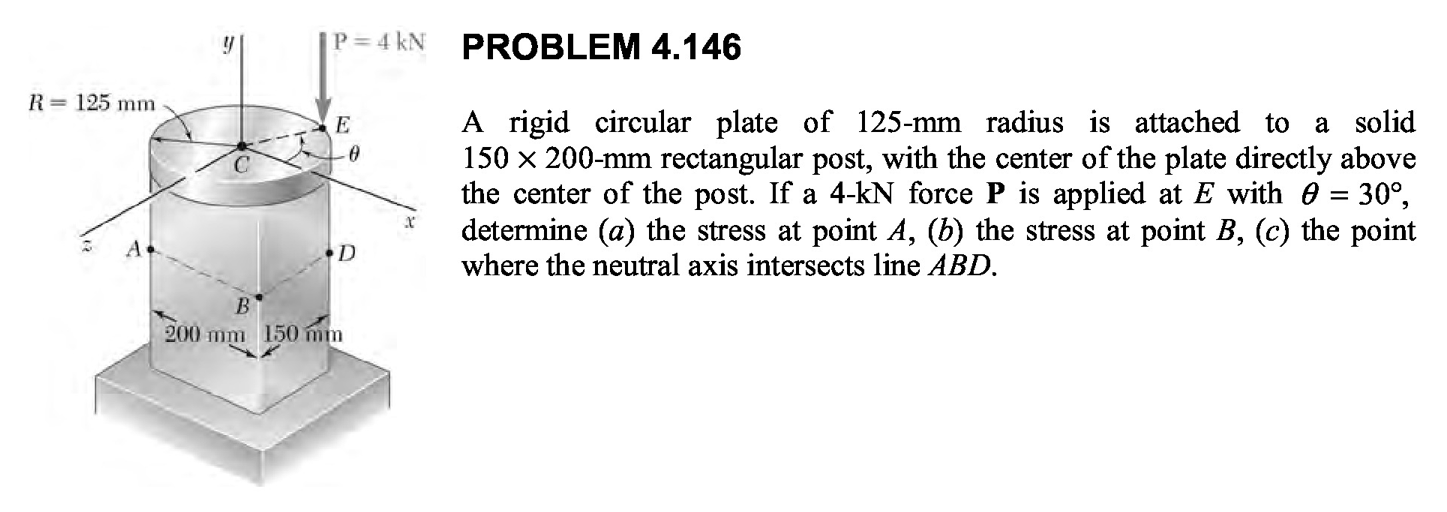 y
P = 4 kN
R = 125 mm
E
θ
C
x
z
A
D
B
200 mm 150 mm
PROBLEM 4.146
A rigid circular plate of 125-mm radius is attached to a solid
150 × 200-mm rectangular post, with the center of the plate directly above
the center of the post. If a 4-kN force P is applied at E with θ = 30°,
determine (a) the stress at point A, (b) the stress at point B, (c) the point
where the neutral axis intersects line ABD.